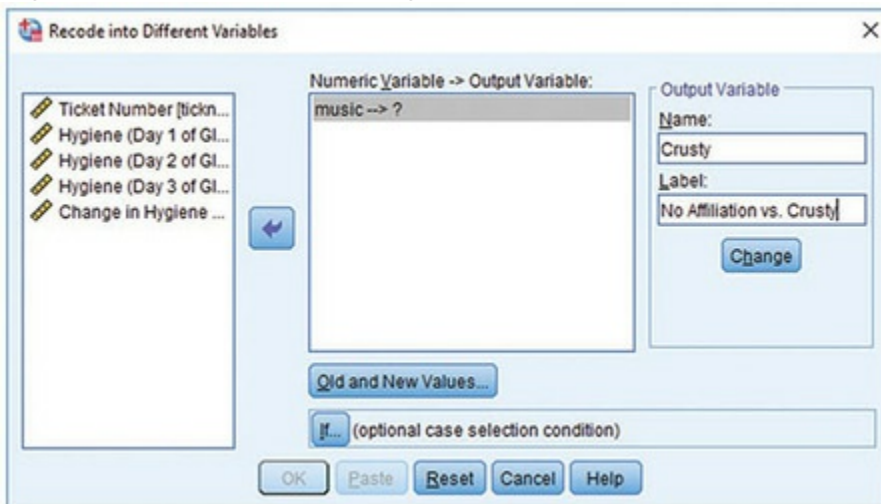 Recode into Different Variables
Ticket Number [tickn...
Hygiene (Day 1 of Gl...
Hygiene (Day 2 of Gl...
Hygiene (Day 3 of Gl...
Change in Hygiene ...
Numeric Variable -> Output Variable:
music --> ?
Output Variable
Name:
Crusty
Label:
No Affiliation vs. Crusty
Change
Old and New Values...
If... (optional case selection condition)
OK Paste Reset Cancel Help